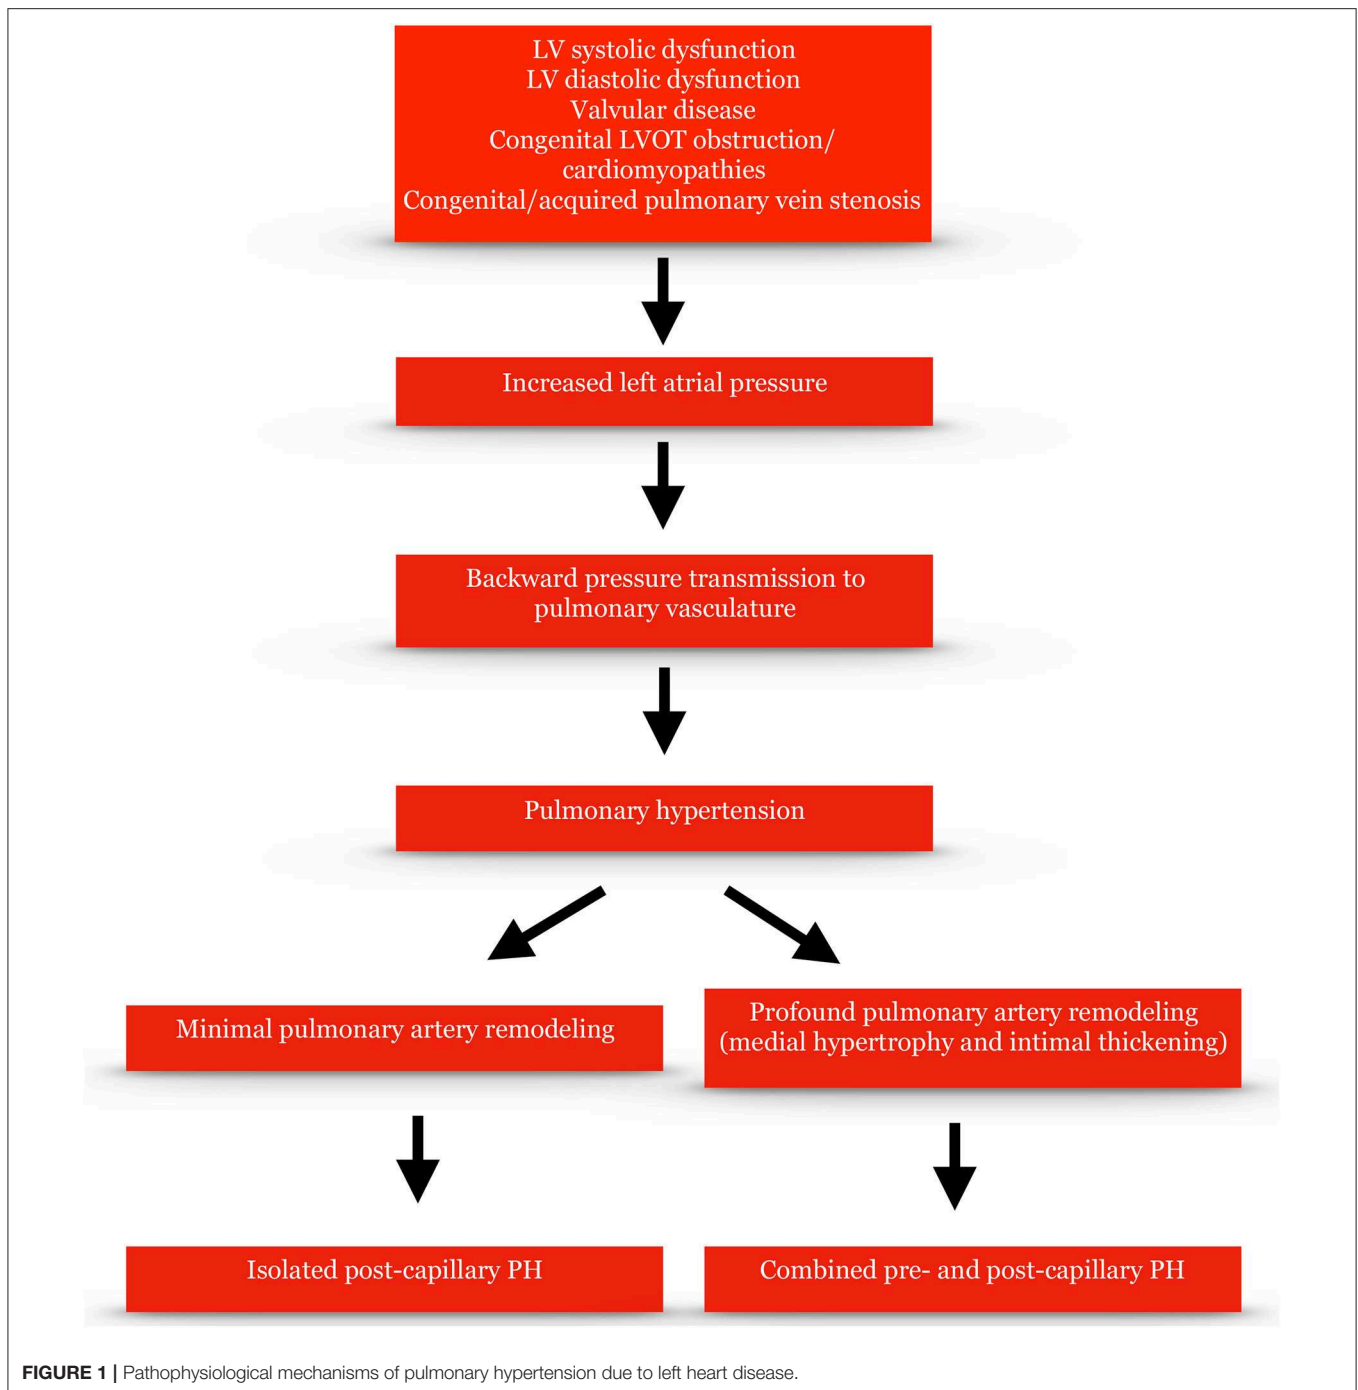 LV systolic dysfunction
LV diastolic dysfunction
Valvular disease
Congenital LVOT obstruction/
cardiomyopathies
Congenital/acquired pulmonary vein stenosis
Increased left atrial pressure
Backward pressure transmission to
pulmonary vasculature
Pulmonary hypertension
Minimal pulmonary artery remodeling
Profound pulmonary artery remodeling
(medial hypertrophy and intimal thickening)
Isolated post-capillary PH
Combined pre- and post-capillary PH
FIGURE 1 | Pathophysiological mechanisms of pulmonary hypertension due to left heart disease.